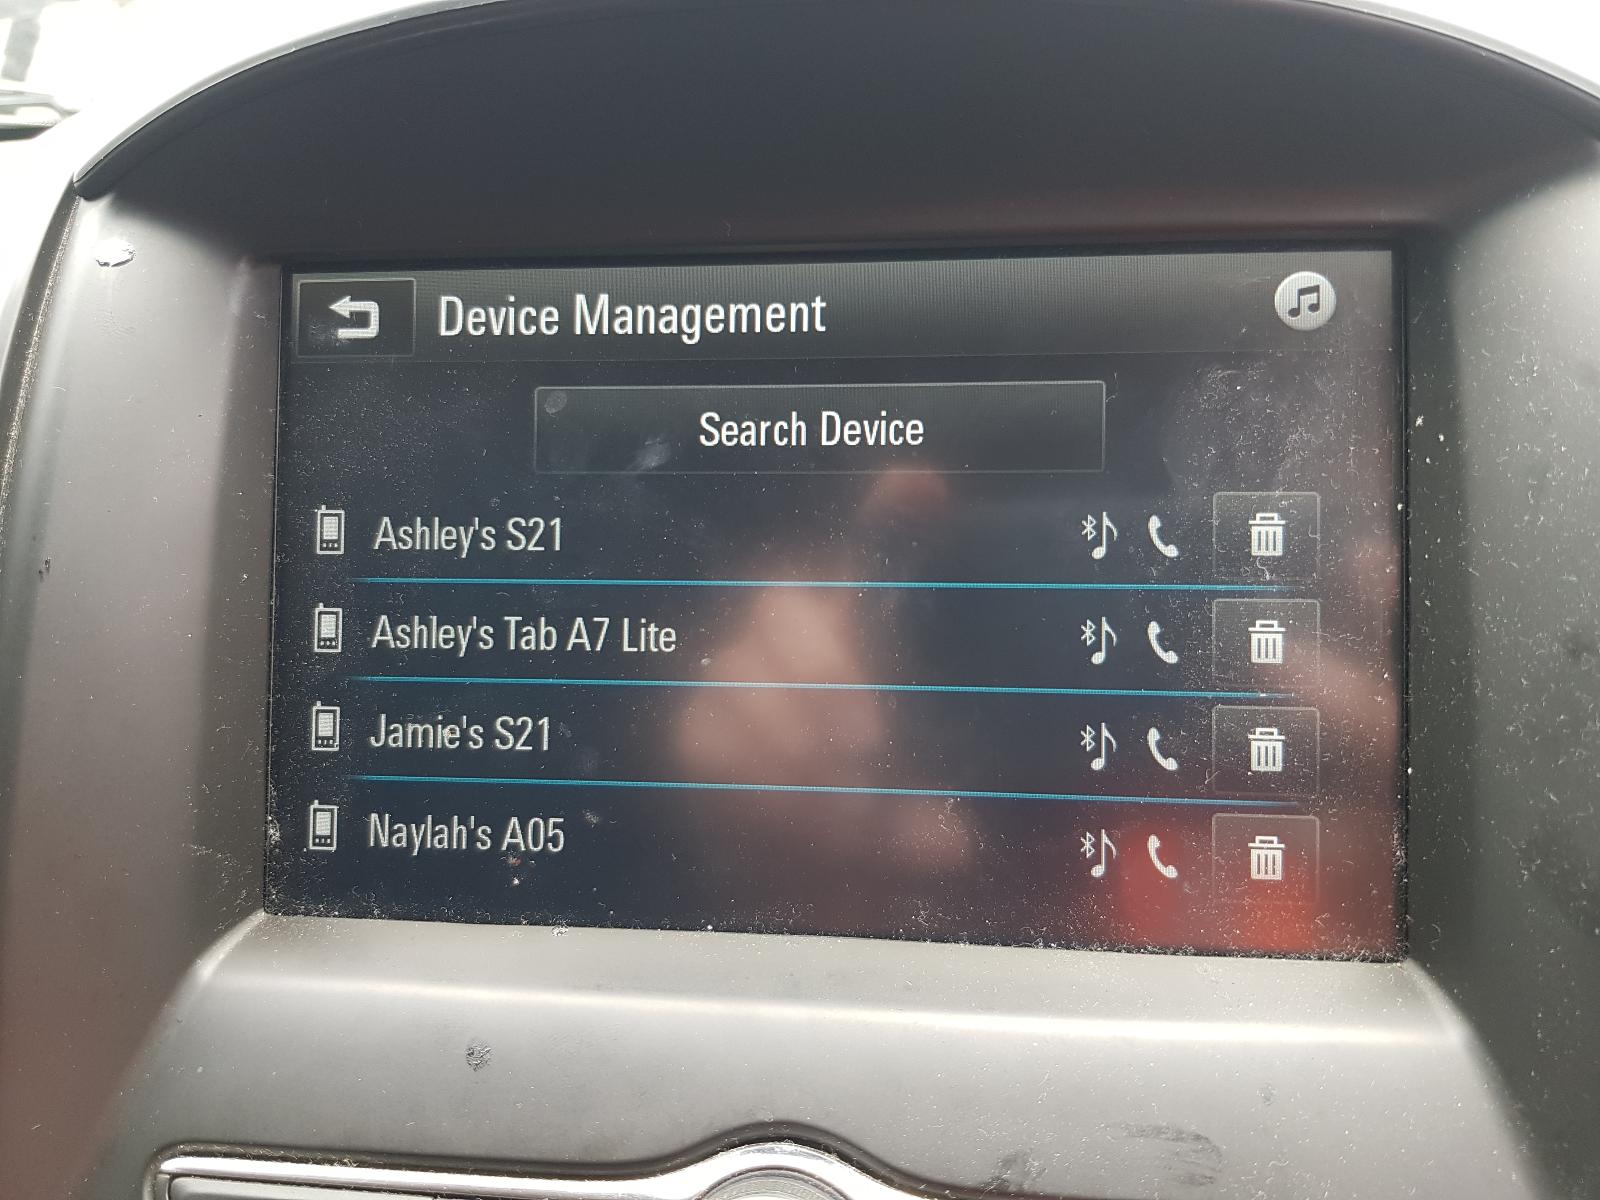 Device Management
Search Device
Ashley's S21
Ashley's Tab A7 Lite
Jamie's S21
Naylah's A05